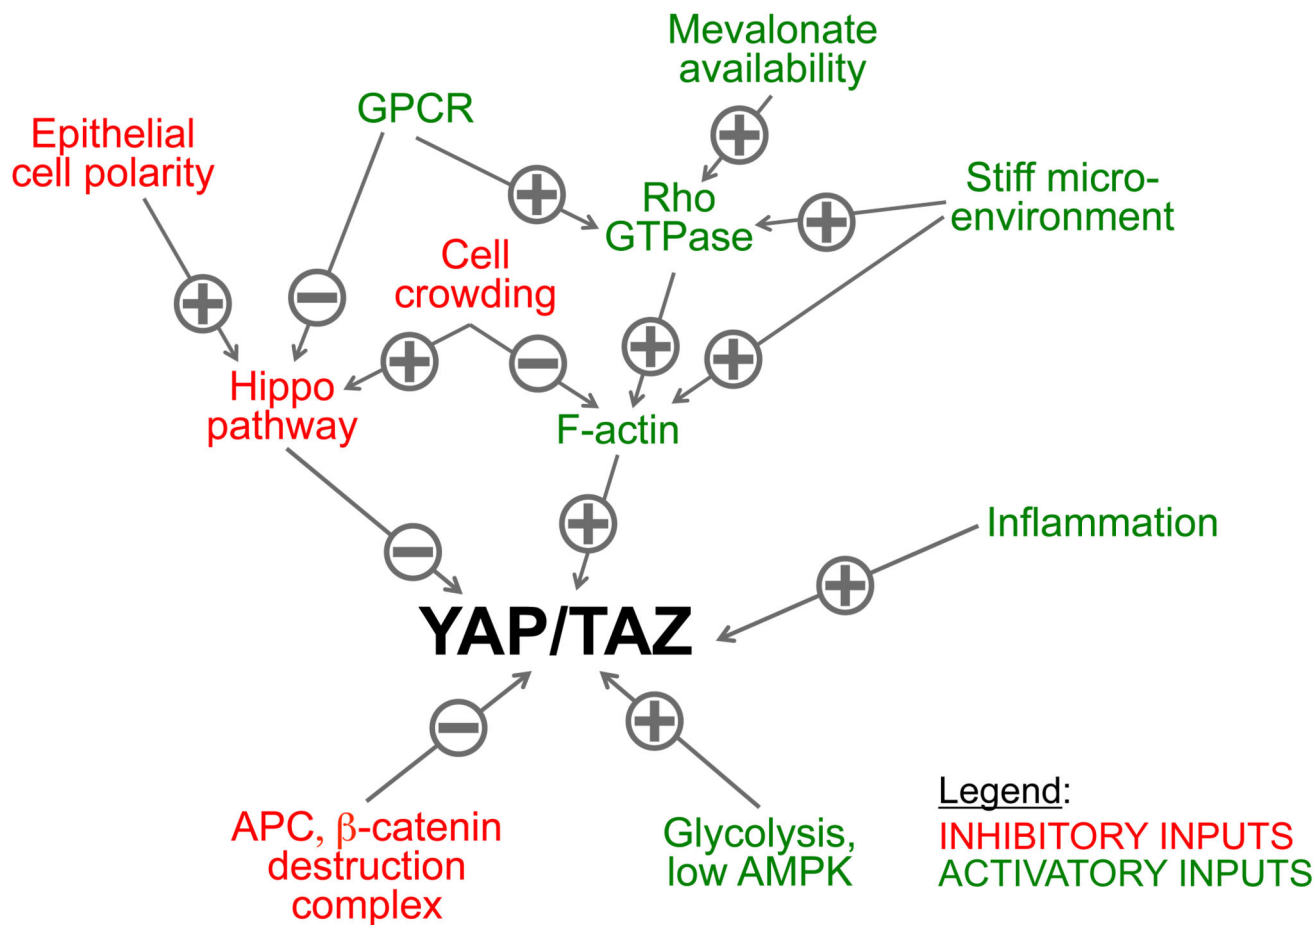 Mevalonate
availability
GPCR
Epithelial
cell polarity
Stiff micro-
environment
Rho
GTPase
Cell
crowding
Hippo
pathway
F-actin
Inflammation
YAP/TAZ
APC, β-catenin
destruction
complex
Glycolysis,
low AMPK
Legend:
INHIBITORY INPUTS
ACTIVATORY INPUTS